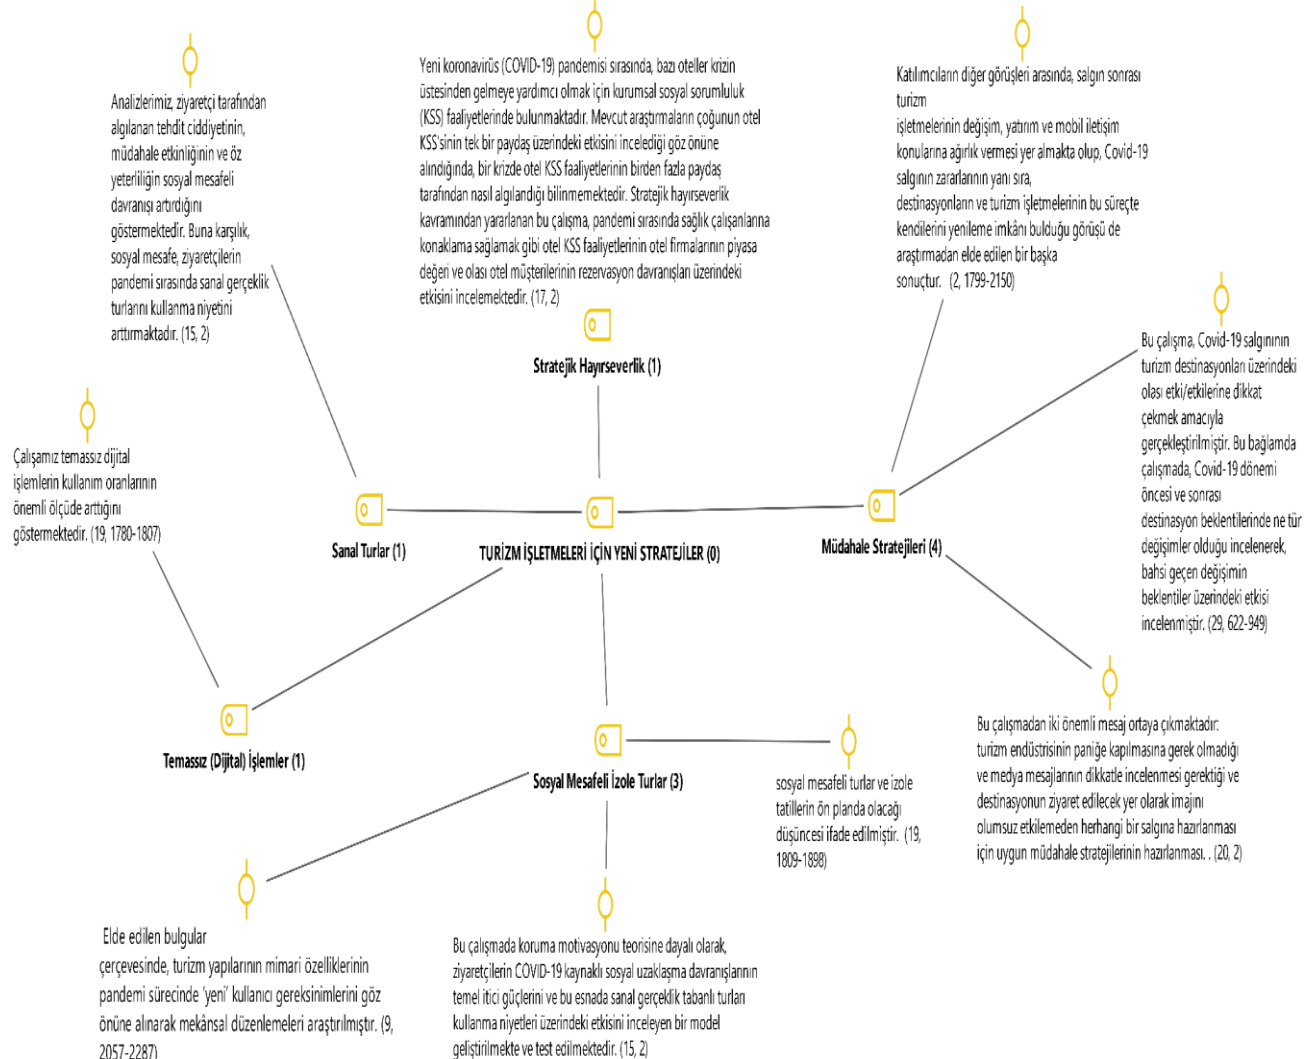 Analizlerimiz, ziyaretçi tarafından
algılanan tehdit ciddiyetinin,
müdahale etkinliğinin ve öz
yeterliliğin sosyal mesafeli
davranışı artırdığını
göstermektedir. Buna karşılık,
sosyal mesafe, ziyaretçilerin
pandemi sırasında sanal gerçeklik
turlarını kullanma niyetini
arttırmaktadır. (15, 2)
Yeni koronavirüs (COVID-19) pandemisi sırasında, bazı oteller krizin
üstesinden gelmeye yardımcı olmak için kurumsal sosyal sorumluluk
(KSS) faaliyetlerinde bulunmaktadır. Mevcut araştırmaların çoğunun otel
KSS'sinin tek bir paydaş üzerindeki etkisini incelediği göz önüne
alındığında, bir krizde otel KSS faaliyetlerinin birden fazla paydaş
tarafından nasıl algılandığı bilinmemektedir. Stratejik hayırseverlik
kavramından yararlanan bu çalışma, pandemi sırasında sağlık çalışanlarına
konaklama sağlamak gibi otel KSS faaliyetlerinin otel firmalarının piyasa
değeri ve olası otel müşterilerinin rezervasyon davranışları üzerindeki
etkisini incelemektedir. (17, 2)
Stratejik Hayırseverlik (1)
Katılımcıların diğer görüşleri arasında, salgın sonrası
turizm
işletmelerinin değişim, yatırım ve mobil iletişim
konularına ağırlık vermesi yer almakta olup, Covid-19
salgının zararlarının yanı sıra,
destinasyonların ve turizm işletmelerinin bu süreçte
kendilerini yenileme imkânı bulduğu görüşü de
araştırmadan elde edilen bir başka
sonuçtur. (2, 1799-2150)
Bu çalışma, Covid-19 salgınının
turizm destinasyonları üzerindeki
olası etki/etkilerine dikkat
çekmek amacıyla
gerçekleştirilmiştir. Bu bağlamda
çalışmada, Covid-19 dönemi
öncesi ve sonrası
destinasyon beklentilerinde ne tür
değişimler olduğu incelenerek,
bahsi geçen değişimin
beklentiler üzerindeki etkisi
incelenmiştir. (29, 622-949)
Çalışamız temassız dijital
işlemlerin kullanım oranlarının
önemli ölçüde arttığını
göstermektedir. (19, 1780-1807)
Sanal Turlar (1)
TURİZM İŞLETMELERİ İÇİN YENİ STRATEJİLER (0)
Müdahale Stratejileri (4)
Temassız (Dijital) İşlemler (1)
Sosyal Mesafeli İzole Turlar (3)
sosyal mesafeli turlar ve izole
tatillerin ön planda olacağı
düşüncesi ifade edilmiştir. (19,
1809-1898)
Bu çalışmadan iki önemli mesaj ortaya çıkmaktadır:
turizm endüstrisinin paniğe kapılmasına gerek olmadığı
ve medya mesajlarının dikkatle incelenmesi gerektiği ve
destinasyonun ziyaret edilecek yer olarak imajını
olumsuz etkilemeden herhangi bir salgına hazırlanması
için uygun müdahale stratejilerinin hazırlanması. . (20, 2)
Elde edilen bulgular
çerçevesinde, turizm yapılarının mimari özelliklerinin
pandemi sürecinde 'yeni' kullanıcı gereksinimlerini göz
önüne alınarak mekânsal düzenlemeleri araştırılmıştır. (9,
2057-2287)
Bu çalışmada koruma motivasyonu teorisine dayalı olarak,
ziyaretçilerin COVID-19 kaynaklı sosyal uzaklaşma davranışlarının
temel itici güçlerini ve bu esnada sanal gerçeklik tabanlı turları
kullanma niyetleri üzerindeki etkisini inceleyen bir model
geliştirilmekte ve test edilmektedir. (15, 2)